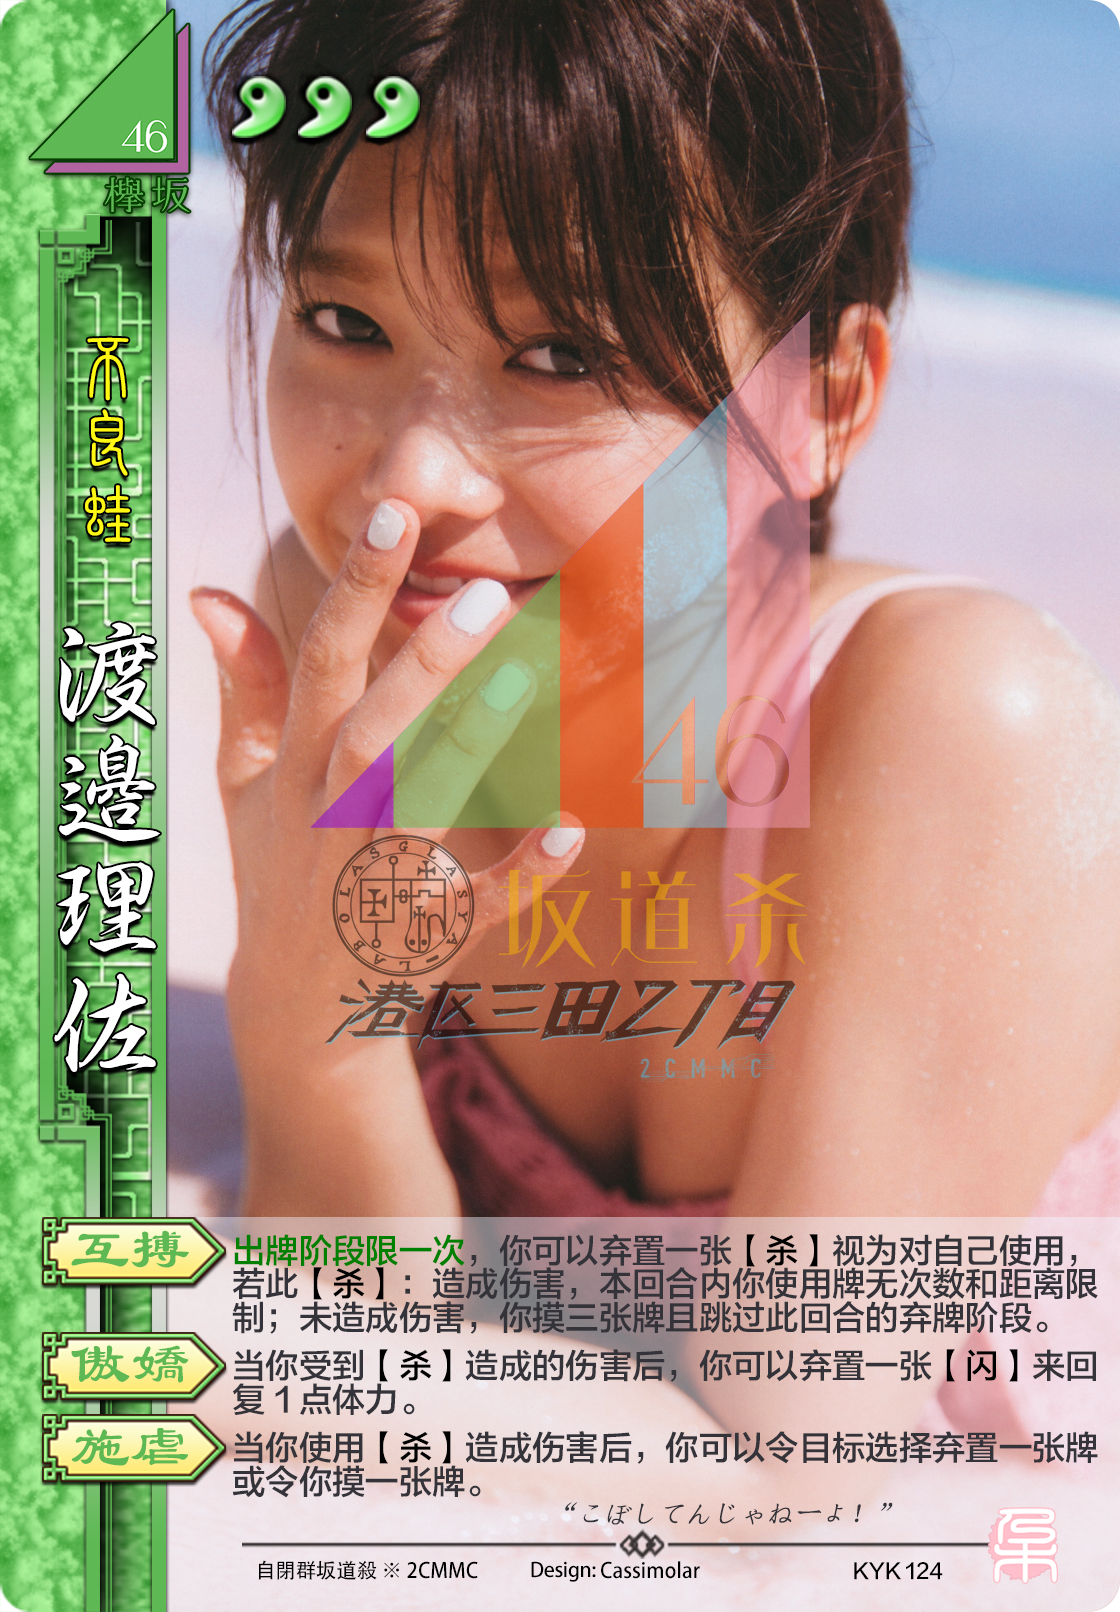 46
欅坂
不良蛙
渡邉理佐
46
GLASYA-LABOLAS
坂道杀
港区三田2丁目
2CMMC
互搏
出牌阶段限一次，你可以弃置一张【杀】视为对自己使用，
若此【杀】：造成伤害，本回合内你使用牌无次数和距离限
制；未造成伤害，你摸三张牌且跳过此回合的弃牌阶段。
傲嬌
当你受到【杀】造成的伤害后，你可以弃置一张【闪】来回
复1点体力。
施虐
当你使用【杀】造成伤害后，你可以令目标选择弃置一张牌
或令你摸一张牌。
“こぼしてんじゃねーよ！”
自閉群坂道殺 ※ 2CMMC
Design: Cassimolar
KYK 124